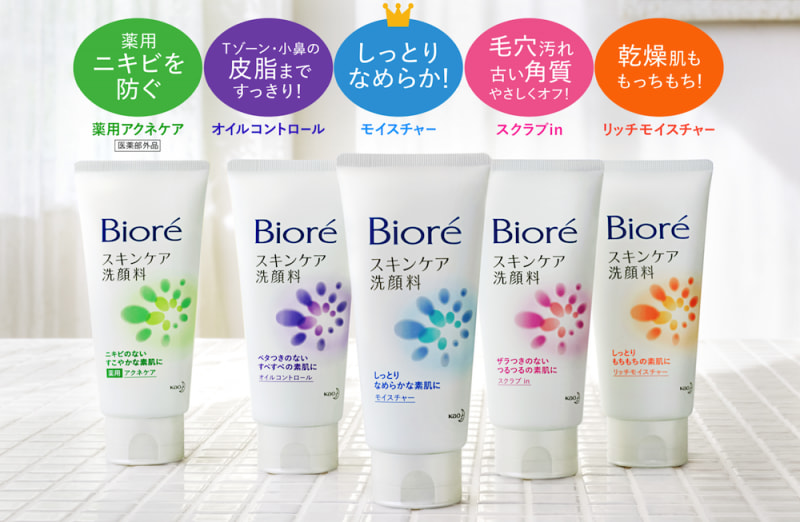 薬用
ニキビを
防ぐ
Tゾーン・小鼻の
皮脂まで
すっきり！
しっとり
なめらか！
毛穴汚れ
古い角質
やさしくオフ！
乾燥肌も
もっちもち！
薬用アクネケア
医薬部外品
オイルコントロール
モイスチャー
スクラブin
リッチモイスチャー
Bioré
スキンケア
洗顔料
ニキビのない
すこやかな素肌に
薬用 アクネケア
Kao
Bioré
スキンケア
洗顔料
ベタつきのない
すべすべの素肌に
オイルコントロール
Kao
Bioré
スキンケア
洗顔料
しっとり
なめらかな素肌に
モイスチャー
Kao
Bioré
スキンケア
洗顔料
ザラつきのない
つるつるの素肌に
スクラブ in
Kao
Bioré
スキンケア
洗顔料
しっとり
もちもちの素肌に
リッチモイスチャー
Kao